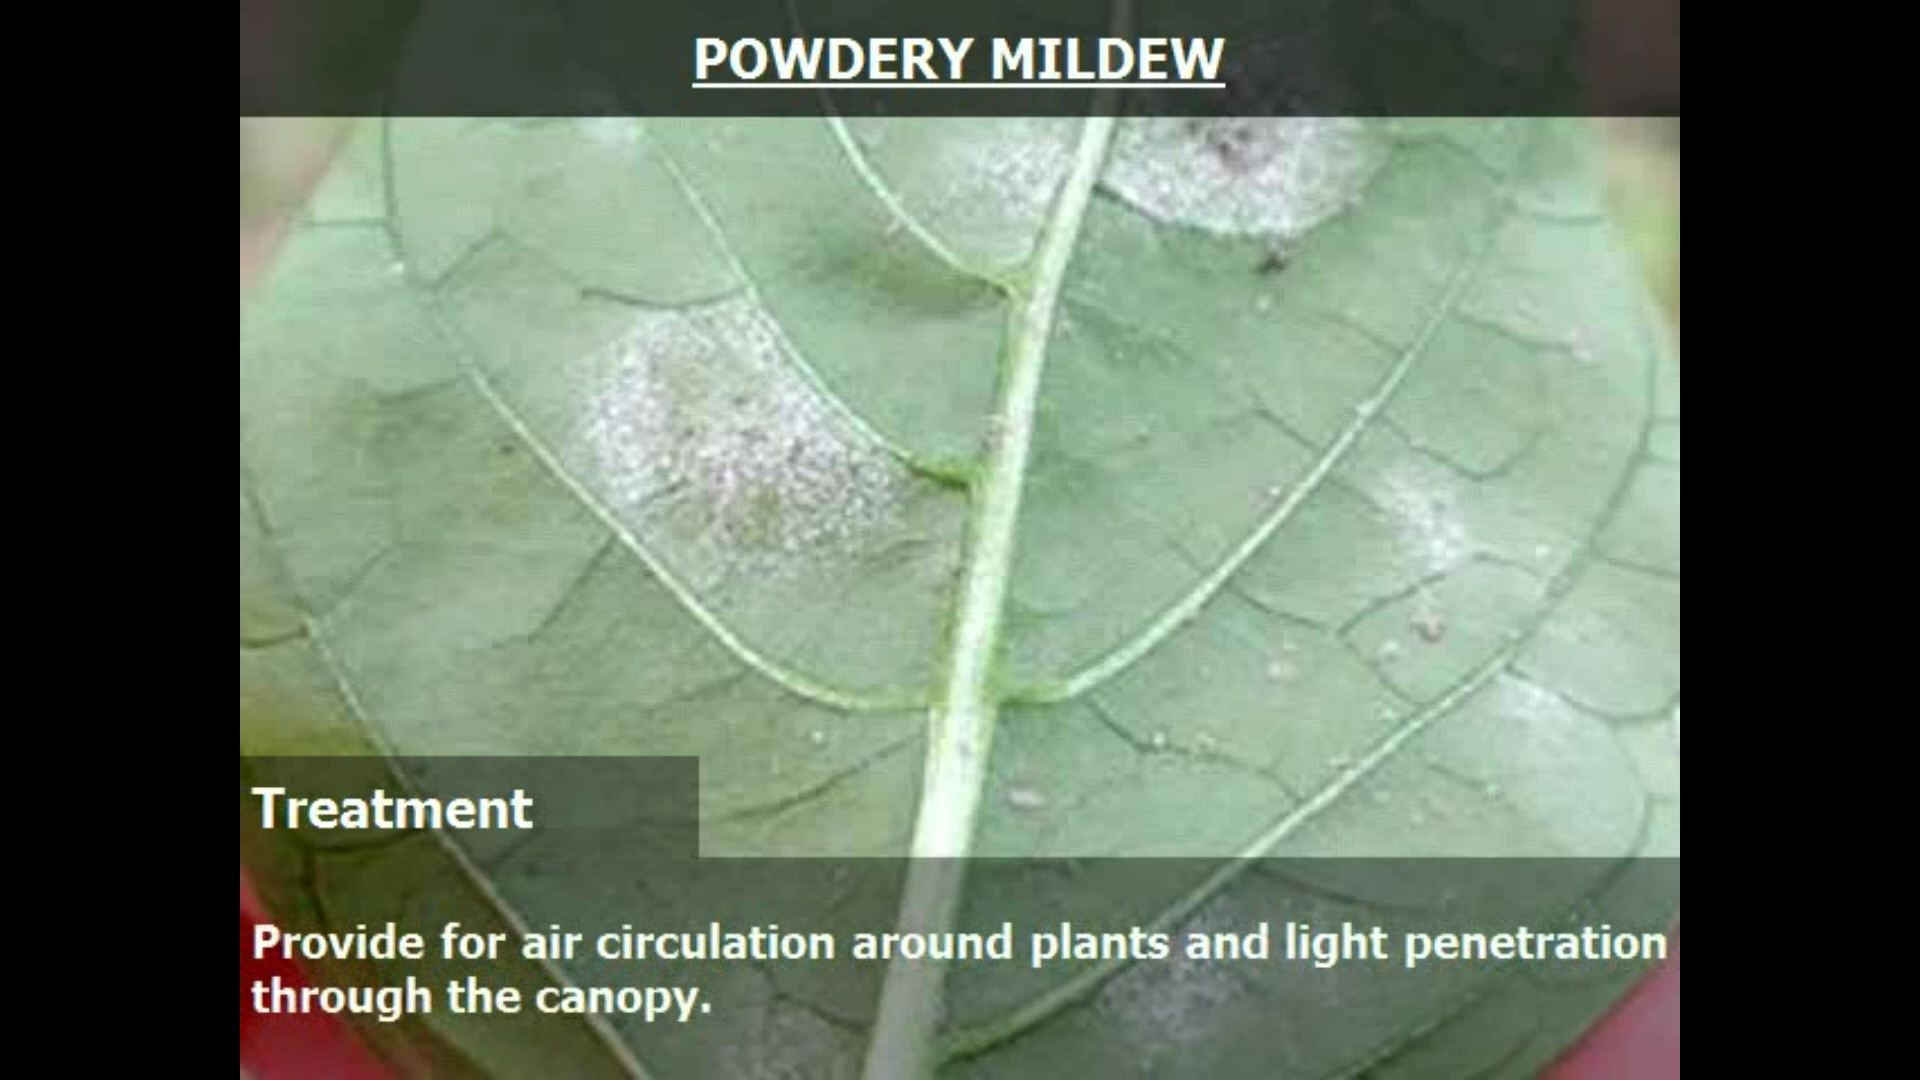 POWDERY MILDEW
Treatment
Provide for air circulation around plants and light penetration
through the canopy.